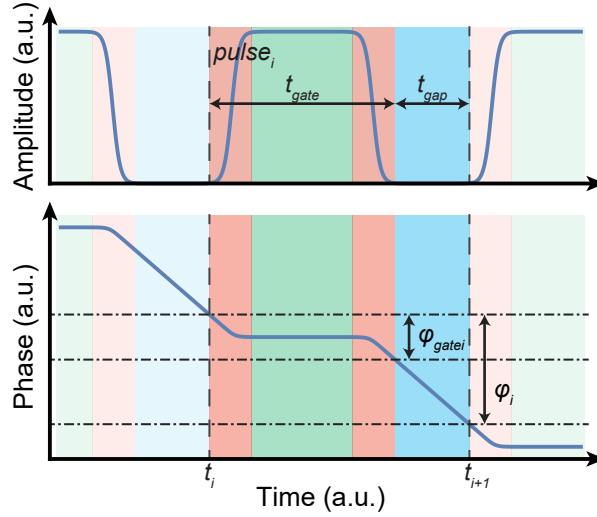 Amplitude (a.u.)
pulse_i
t_gate
t_gap
Phase (a.u.)
φ_gatei
φ_i
t_i
t_i+1
Time (a.u.)